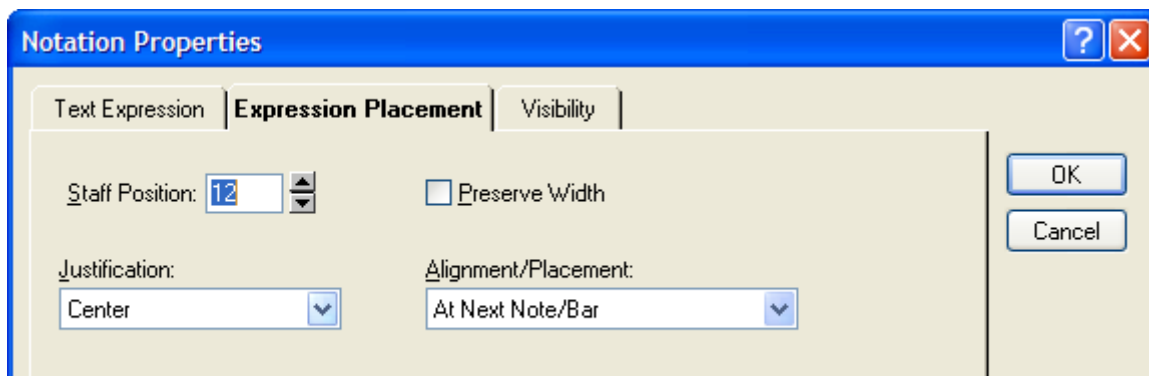 Notation Properties
?
Text Expression Expression Placement Visibility
Staff Position: 12 Preserve Width OK
Cancel
Justification: Alignment/Placement:
Center At Next Note/Bar